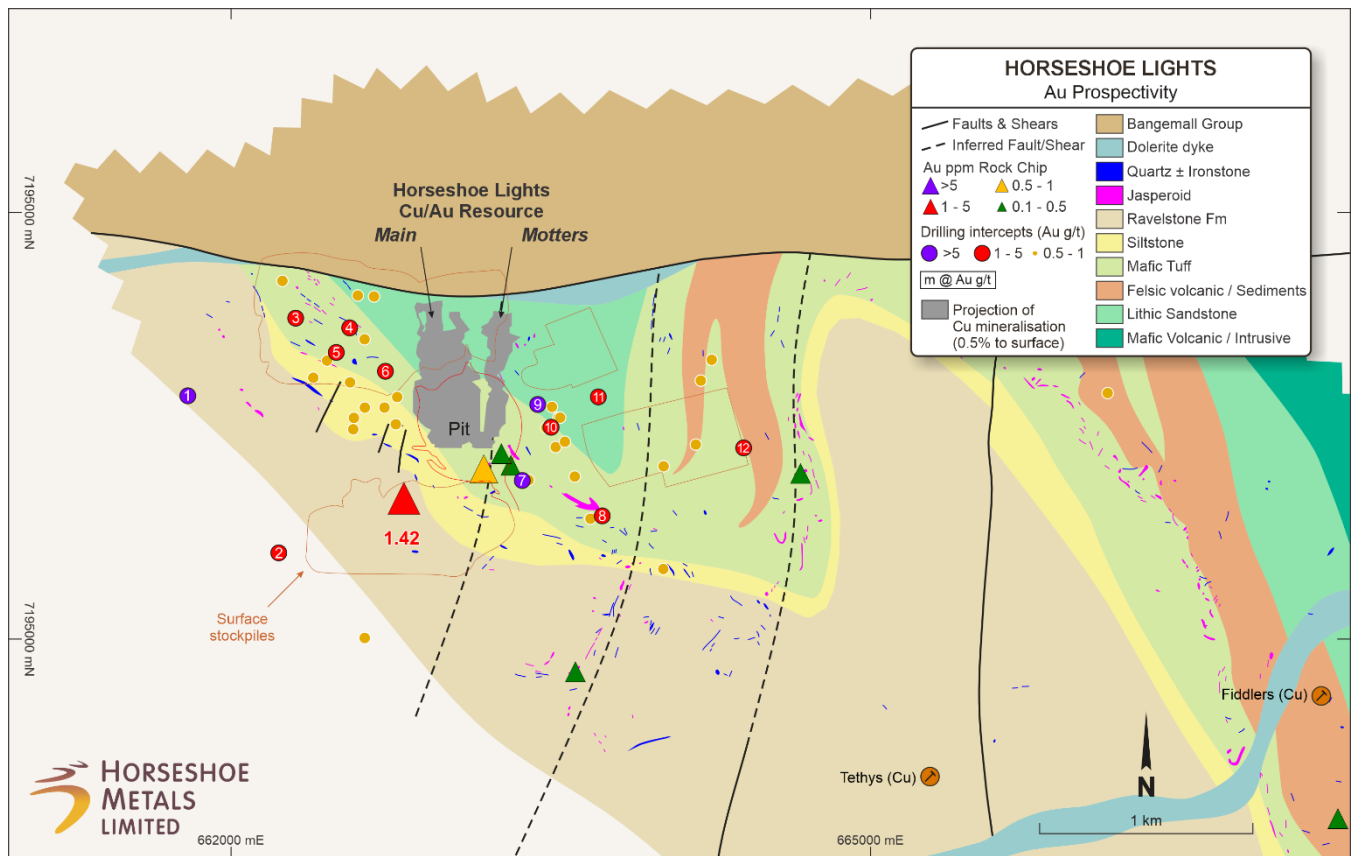 HORSESHOE LIGHTS
Au Prospectivity
Faults & Shears
Inferred Fault/Shear
Au ppm Rock Chip
>5
0.5 - 1
1 - 5
0.1 - 0.5
Drilling intercepts (Au g/t)
>5
1 - 5
0.5 - 1
m @ Au g/t
Projection of
Cu mineralisation
(0.5% to surface)
Bangemall Group
Dolerite dyke
Quartz ± Ironstone
Jasperoid
Ravelstone Fm
Siltstone
Mafic Tuff
Felsic volcanic / Sediments
Lithic Sandstone
Mafic Volcanic / Intrusive
7195000 mN
Horseshoe Lights
Cu/Au Resource
Main
Motters
3
4
5
6
1
9
11
10
Pit
12
7
8
1.42
2
Surface
stockpiles
7195000 mN
Fiddlers (Cu)
Tethys (Cu)
N
1 km
HORSESHOE
METALS
LIMITED
662000 mE
665000 mE